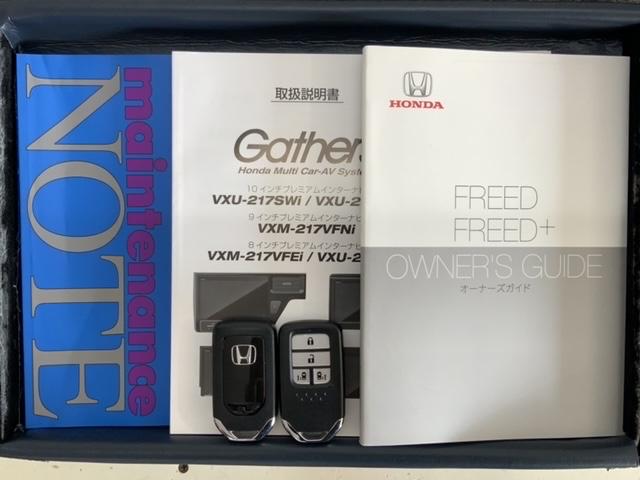 maintenance
NOTE
取扱説明書
Gathers
Honda Multi Car-AV System
10インチプレミアムインターナビ
VXU-217SWi / VXU-2
9インチプレミアムインターナビ
VXM-217VFNi
8インチプレミアムインターナビ
VXM-217VFEi / VXU-2
HONDA
FREED
FREED+
OWNER'S GUIDE
オーナーズガイド